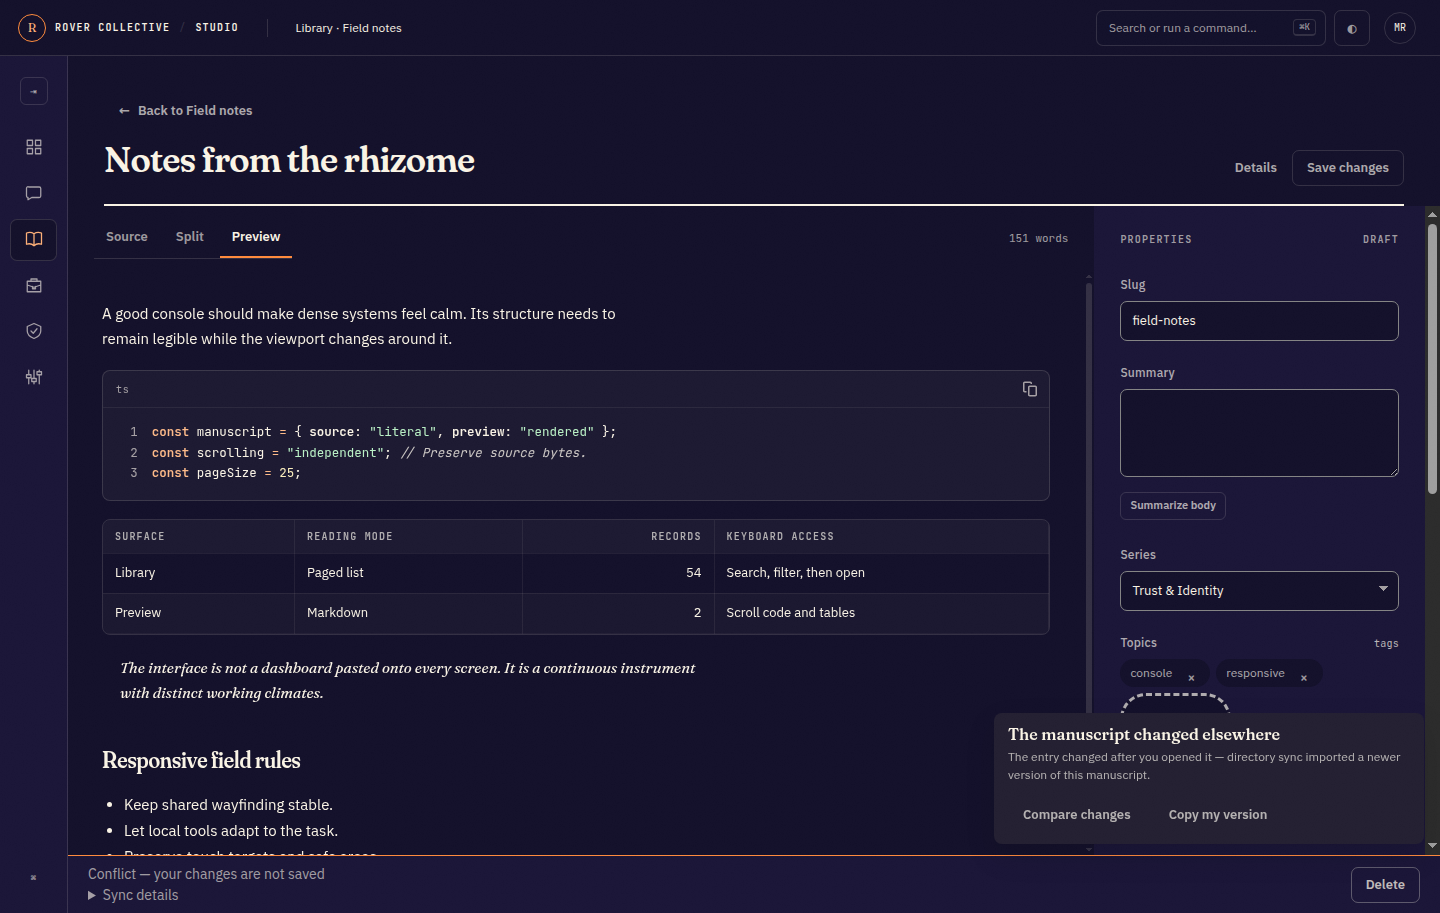 R ROVER COLLECTIVE / STUDIO
Library · Field notes
Search or run a command... ⌘K
MR
← Back to Field notes
Notes from the rhizome
Details
Save changes
Source Split Preview
151 words
A good console should make dense systems feel calm. Its structure needs to
remain legible while the viewport changes around it.
ts
1 const manuscript = { source: "literal", preview: "rendered" };
2 const scrolling = "independent"; // Preserve source bytes.
3 const pageSize = 25;
SURFACE READING MODE RECORDS KEYBOARD ACCESS
Library Paged list 54 Search, filter, then open
Preview Markdown 2 Scroll code and tables
The interface is not a dashboard pasted onto every screen. It is a continuous instrument
with distinct working climates.
Responsive field rules
• Keep shared wayfinding stable.
• Let local tools adapt to the task.
• Preserve touch targets and safe areas.
PROPERTIES DRAFT
Slug
field-notes
Summary
Summarize body
Series
Trust & Identity
Topics tags
console × responsive ×
The manuscript changed elsewhere
The entry changed after you opened it — directory sync imported a newer
version of this manuscript.
Compare changes Copy my version
⌘
Conflict — your changes are not saved
▶ Sync details
Delete